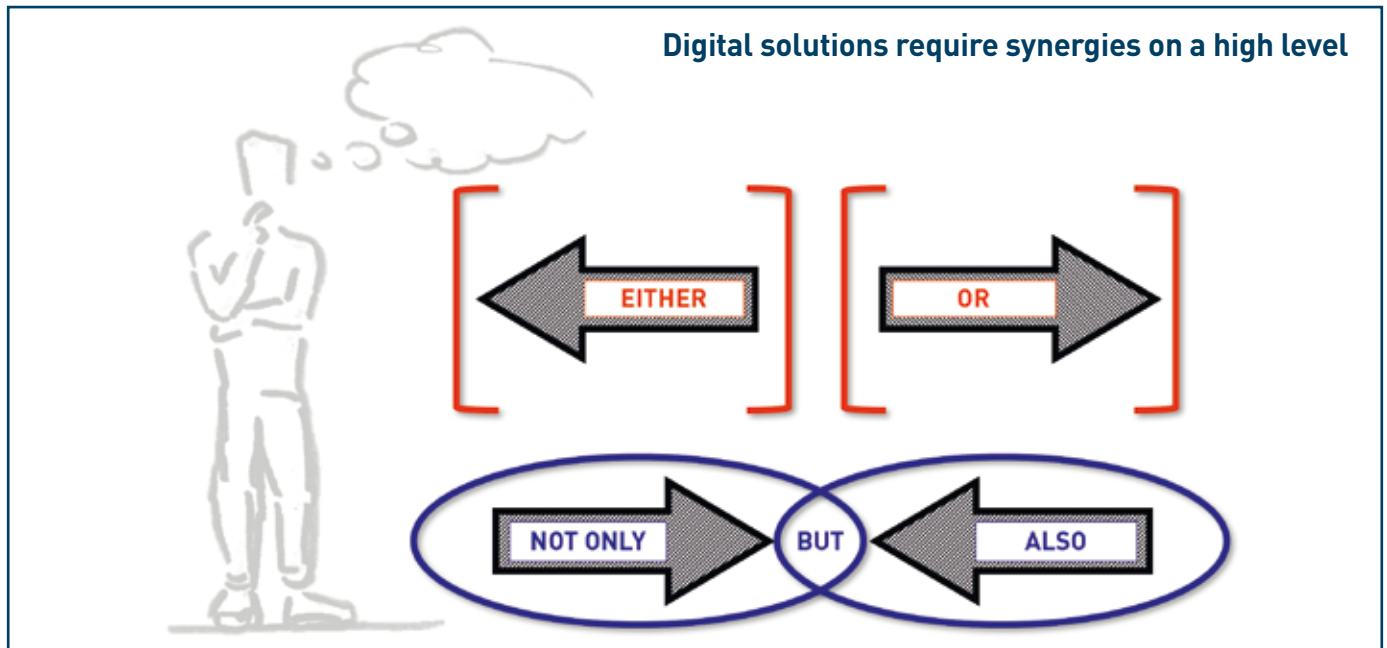 Digital solutions require synergies on a high level
EITHER
OR
NOT ONLY
BUT
ALSO